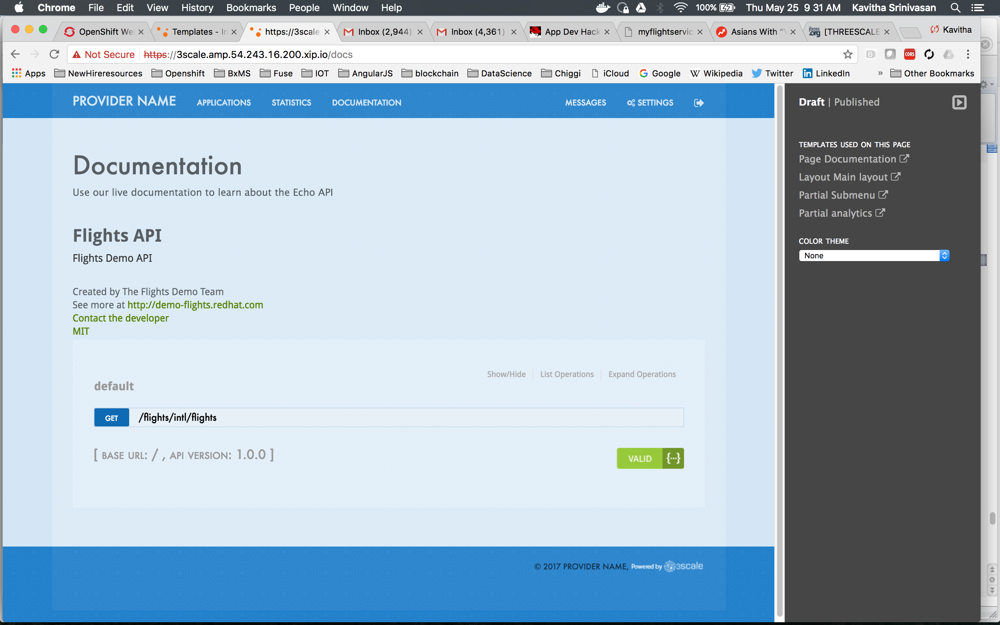 Chrome File Edit View History Bookmarks People Window Help 100% Thu May 25 9 31 AM Kavitha Srinivasan
OpenShift We Templates - In https://3scale Inbox (2,944) Inbox (4,361) App Dev Hack myflightservic Asians With “ [THREESCALE Kavitha
Not Secure https://3scale.amp.54.243.16.200.xip.io/docs CORS
Apps NewHireresources Openshift BxMS Fuse IOT AngularJS blockchain DataScience Chiggi iCloud Google Wikipedia Twitter LinkedIn » Other Bookmarks
PROVIDER NAME APPLICATIONS STATISTICS DOCUMENTATION MESSAGES SETTINGS
Draft | Published
Documentation
Use our live documentation to learn about the Echo API
Flights API
Flights Demo API
Created by The Flights Demo Team
See more at http://demo-flights.redhat.com
Contact the developer
MIT
Show/Hide List Operations Expand Operations
default
GET /flights/intl/flights
[ BASE URL: / , API VERSION: 1.0.0 ]
VALID {...}
© 2017 PROVIDER NAME, Powered by 3scale
TEMPLATES USED ON THIS PAGE
Page Documentation
Layout Main layout
Partial Submenu
Partial analytics
COLOR THEME
None